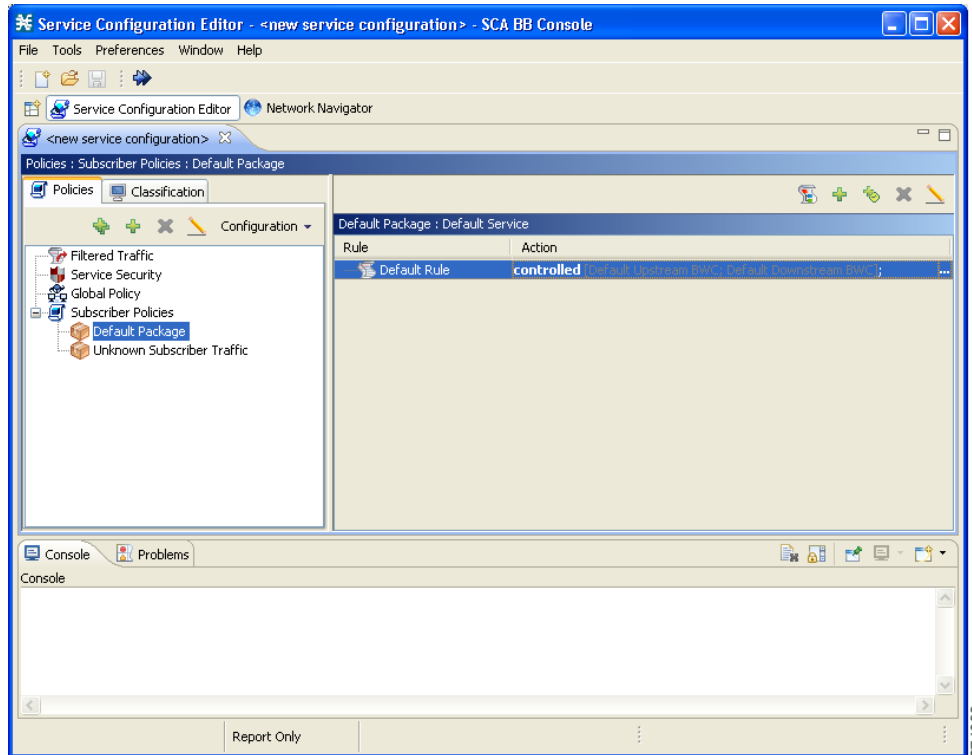 Service Configuration Editor - <new service configuration> - SCA BB Console
File Tools Preferences Window Help
Service Configuration Editor Network Navigator
<new service configuration>
Policies : Subscriber Policies : Default Package
Policies Classification
Configuration
Default Package : Default Service
Rule Action
Default Rule controlled [Default Upstream BWC; Default Downstream BWC]; ...
Filtered Traffic
Service Security
Global Policy
Subscriber Policies
Default Package
Unknown Subscriber Traffic
Console Problems
Console
Report Only